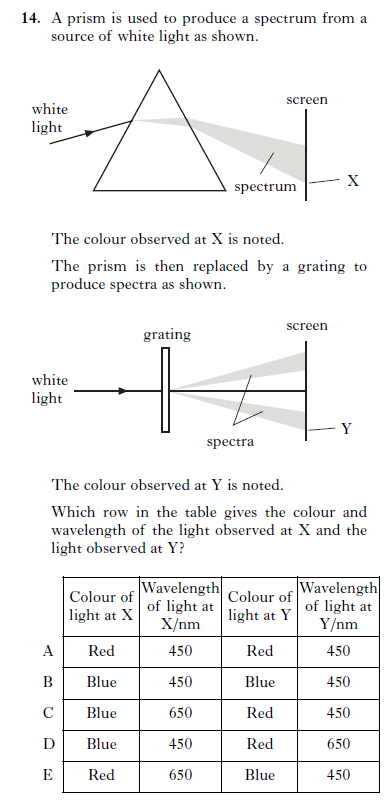 14. A prism is used to produce a spectrum from a
source of white light as shown.
screen
white
light
spectrum
X
The colour observed at X is noted.
The prism is then replaced by a grating to
produce spectra as shown.
screen
grating
white
light
Y
spectra
The colour observed at Y is noted.
Which row in the table gives the colour and
wavelength of the light observed at X and the
light observed at Y?
Colour of light at X Wavelength of light at X/nm Colour of light at Y Wavelength of light at Y/nm
A Red 450 Red 450
B Blue 450 Blue 450
C Blue 650 Red 450
D Blue 450 Red 650
E Red 650 Blue 450